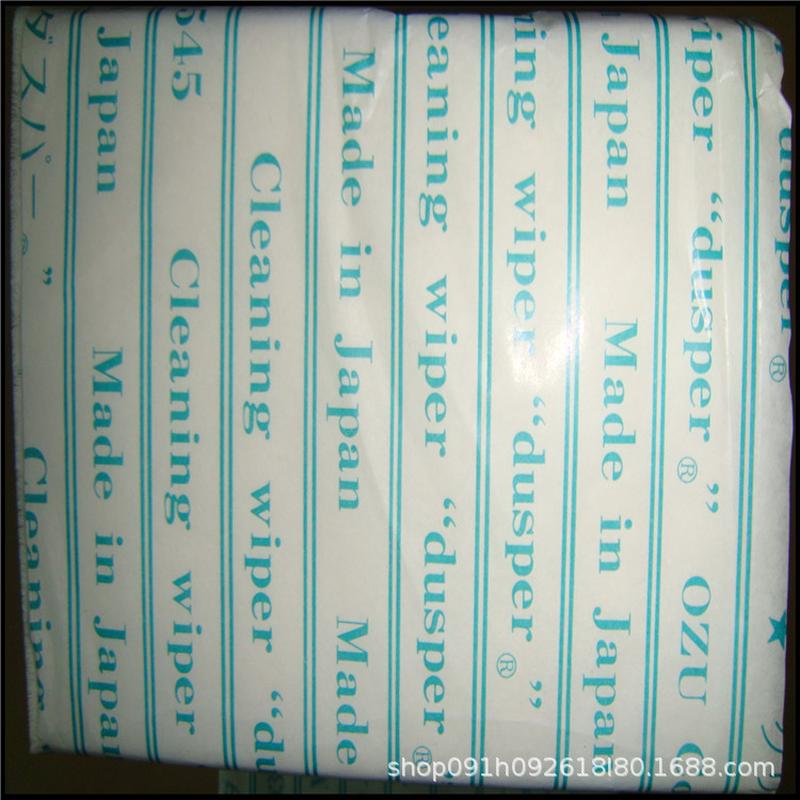 dusper® ★
wiper “dusper®” OZU
Japan Made in Japan
ning wiper “dusper®”
eaning wiper “dusper®
Made in Japan Made
Cleaning wiper “du
545 Cleaning wiper
Japan Made in Japan
ダスパー®” Cleaning
shop091h092618l80.1688.com